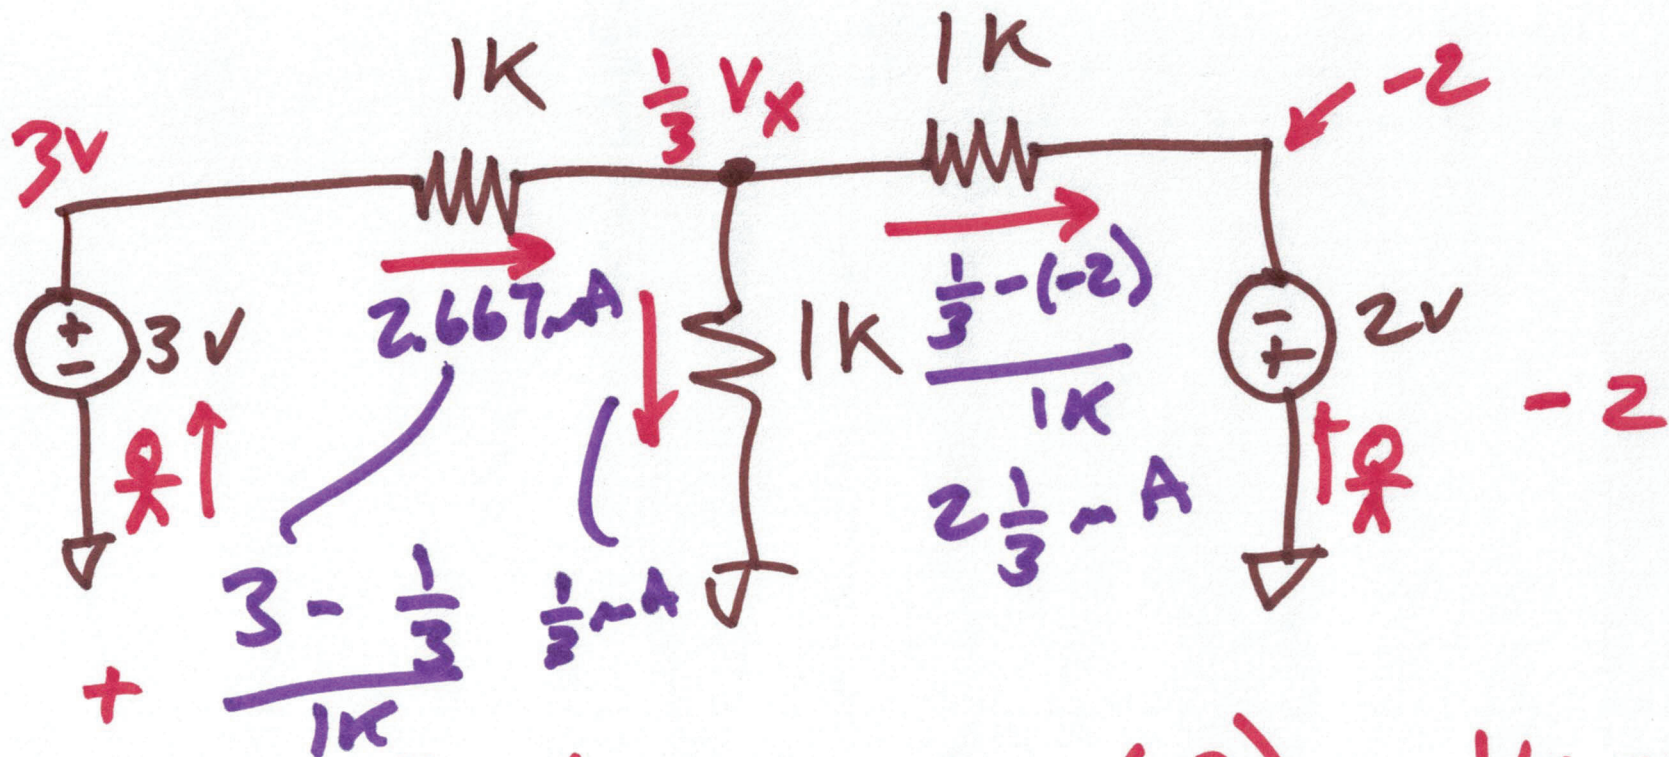 1K
1K
1/3 Vx
-2
3v
+
-
3V
2.667mA
1K
1/3-(-2)
1K
-
+
2v
-2
2 1/3 mA
3 - 1/3
1K
1/3 mA
+